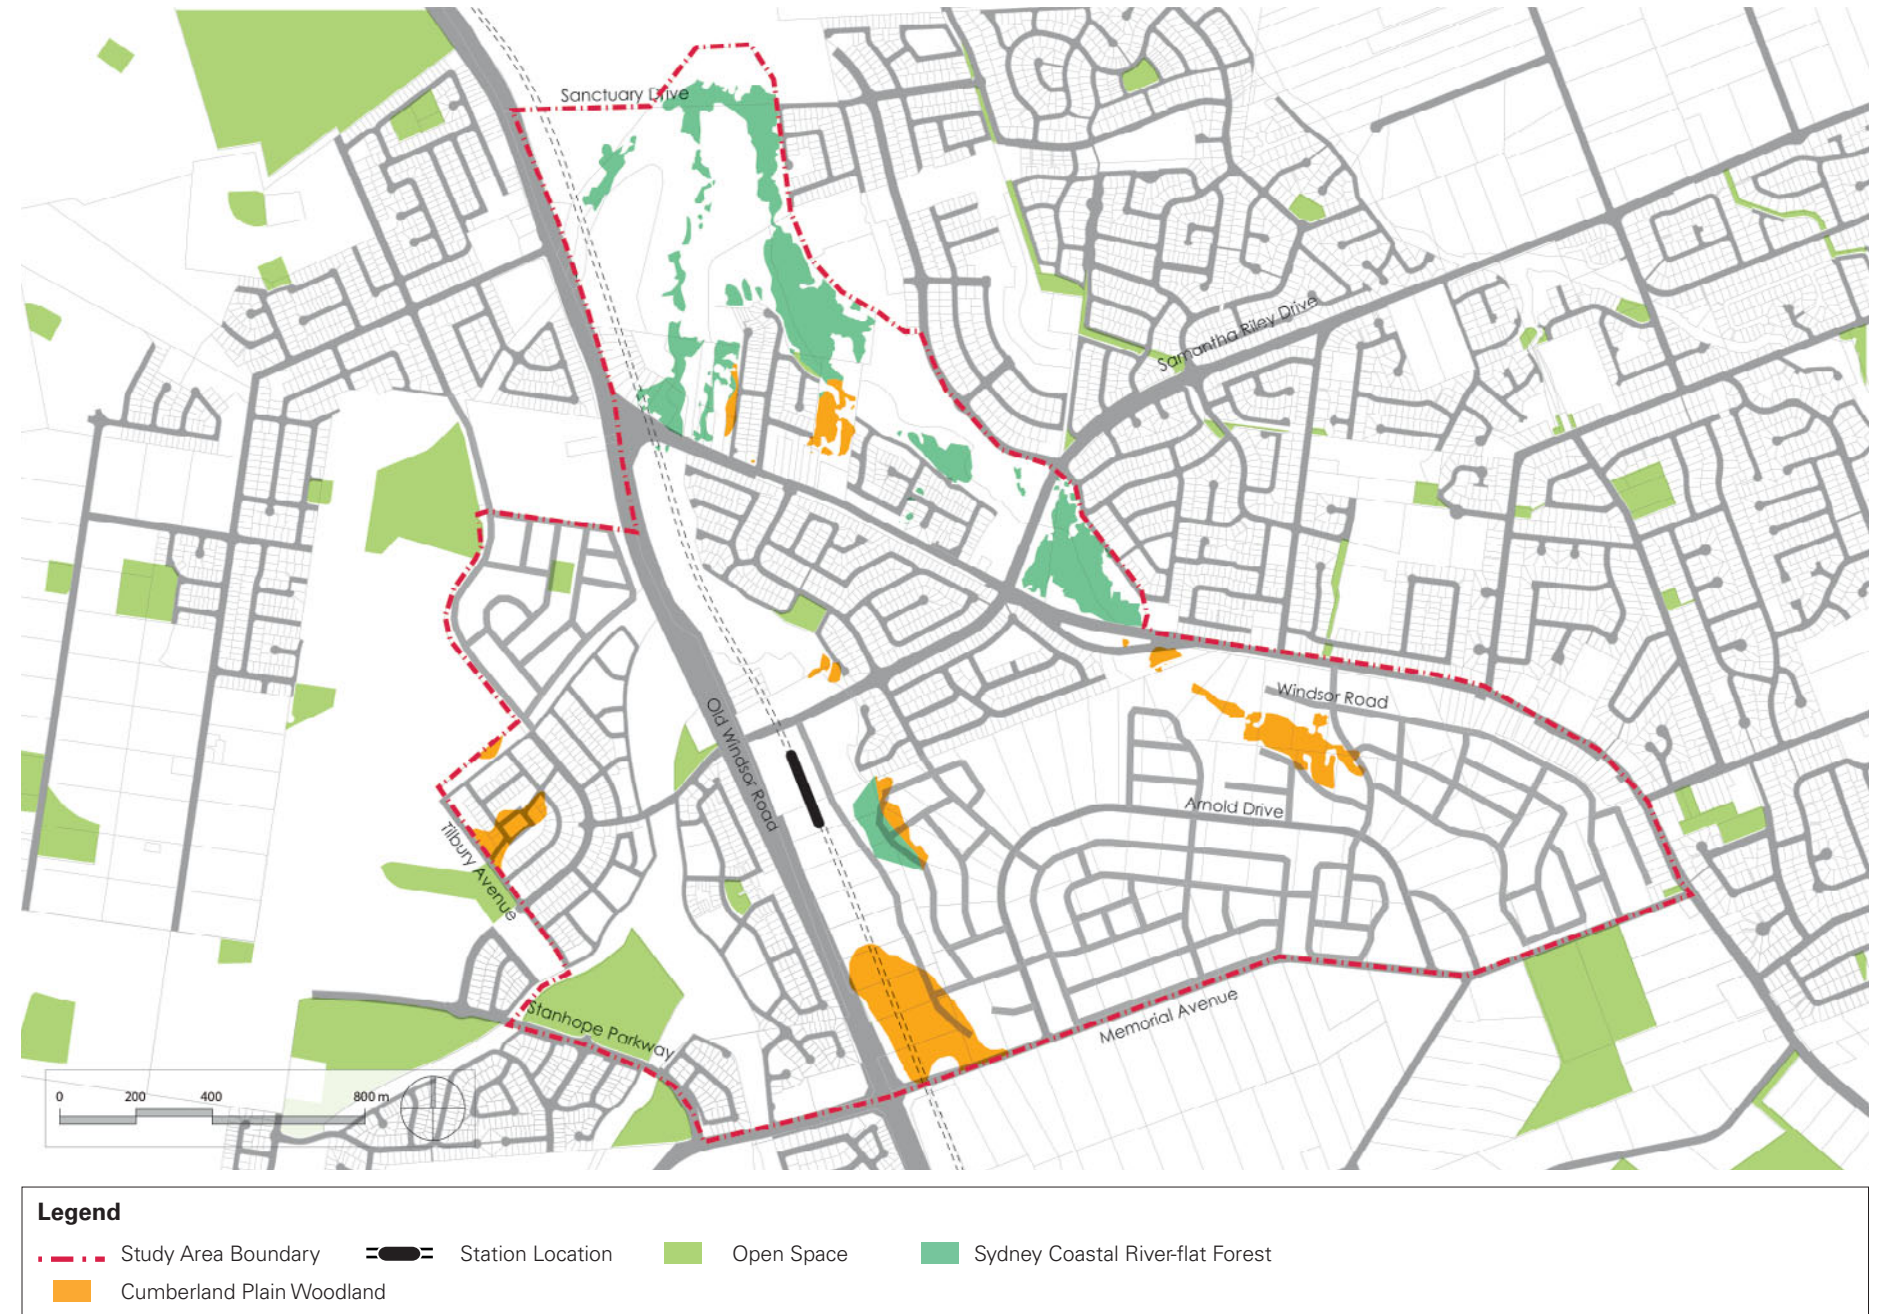 Sanctuary Drive
Samantha Riley Drive
Windsor Road
Old Windsor Road
Arnold Drive
Tilbury Avenue
Memorial Avenue
Stanhope Parkway
0 200 400 800 m
Legend
Study Area Boundary Station Location Open Space Sydney Coastal River-flat Forest
Cumberland Plain Woodland